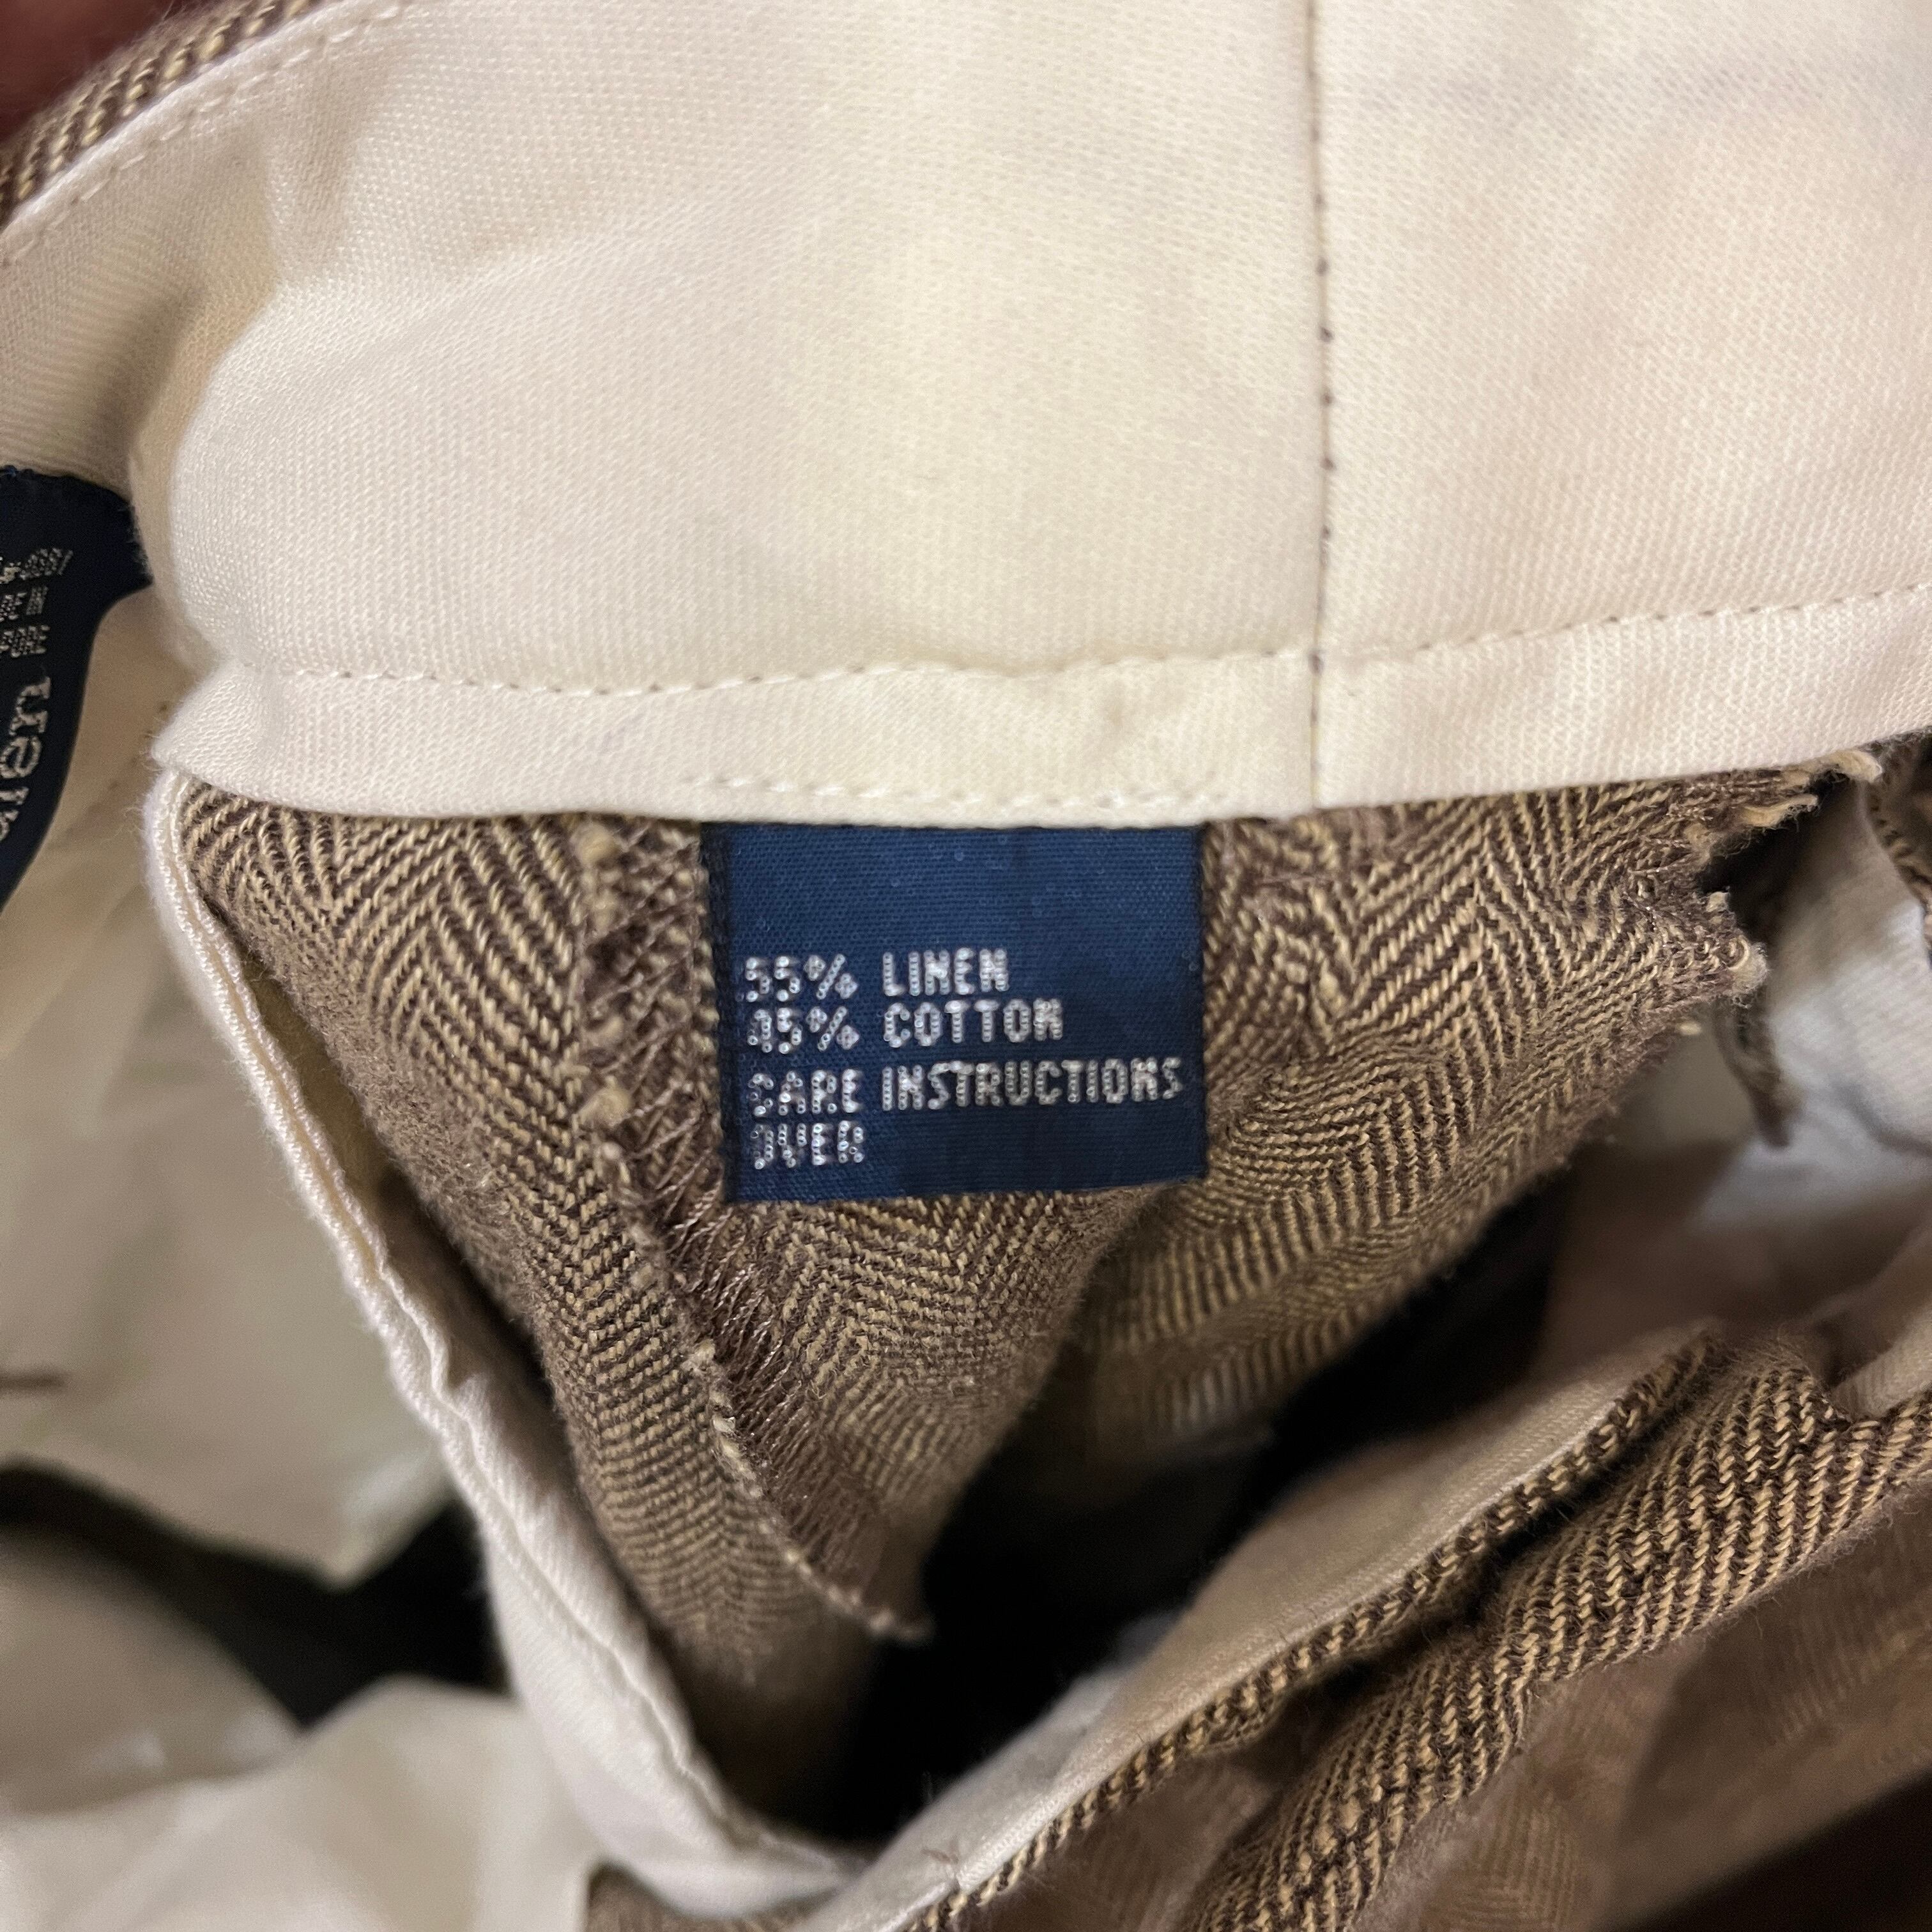 55% LINEN
45% COTTON
CARE INSTRUCTIONS
OVER